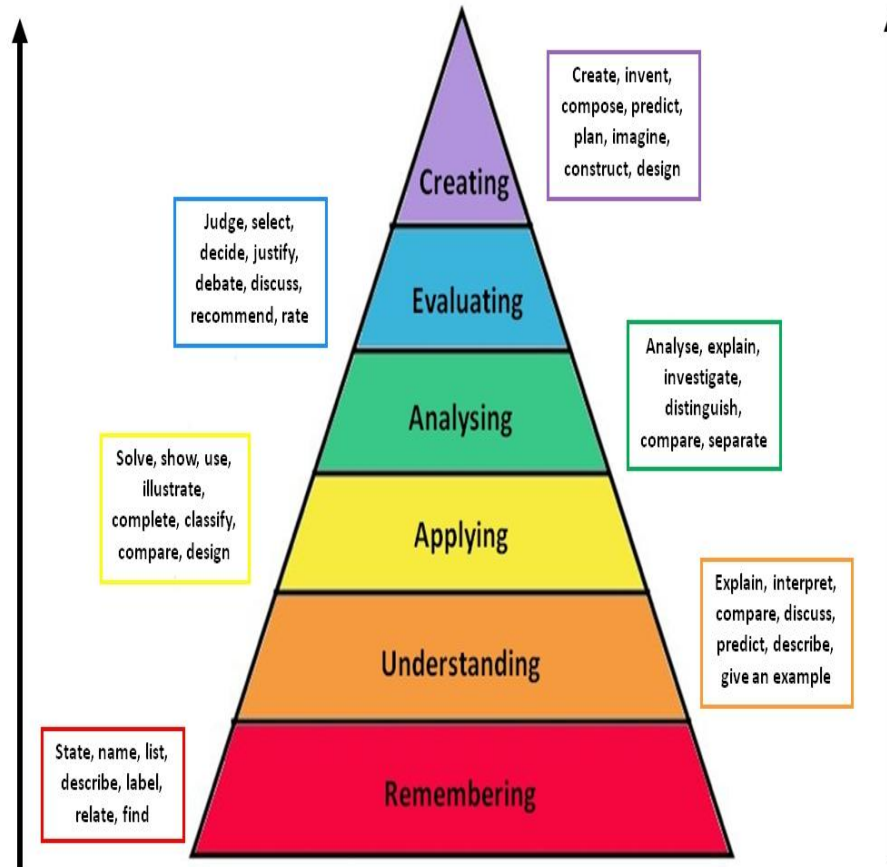 Create, invent,
compose, predict,
plan, imagine,
construct, design
Creating
Judge, select,
decide, justify,
debate, discuss,
recommend, rate
Evaluating
Analyse, explain,
investigate,
distinguish,
compare, separate
Analysing
Solve, show, use,
illustrate,
complete, classify,
compare, design
Applying
Explain, interpret,
compare, discuss,
predict, describe,
give an example
Understanding
State, name, list,
describe, label,
relate, find
Remembering